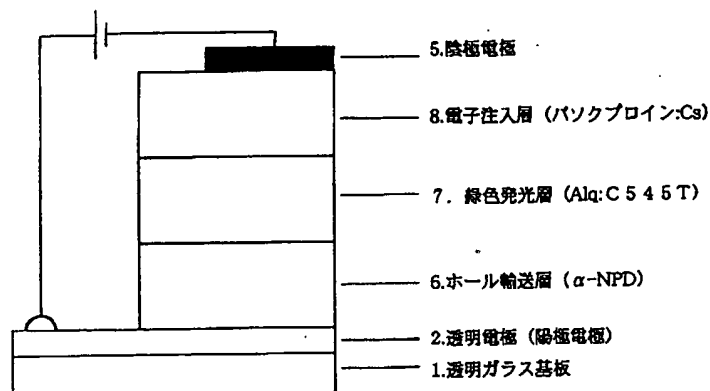 5.陰極電極
8.電子注入層（バソクプロイン:Cs）
7．緑色発光層（Alq:C５４５T）
6.ホール輸送層（α-NPD）
2.透明電極（陽極電極）
1.透明ガラス基板